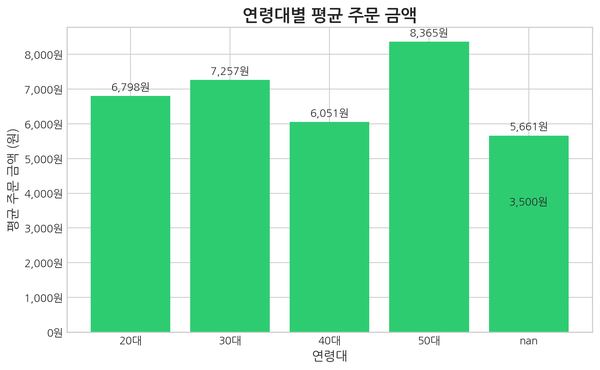 연령대별 평균 주문 금액
평균 주문 금액 (원)
8,000원
7,000원
6,000원
5,000원
4,000원
3,000원
2,000원
1,000원
0원
6,798원
7,257원
6,051원
8,365원
5,661원
3,500원
20대
30대
40대
50대
nan
연령대